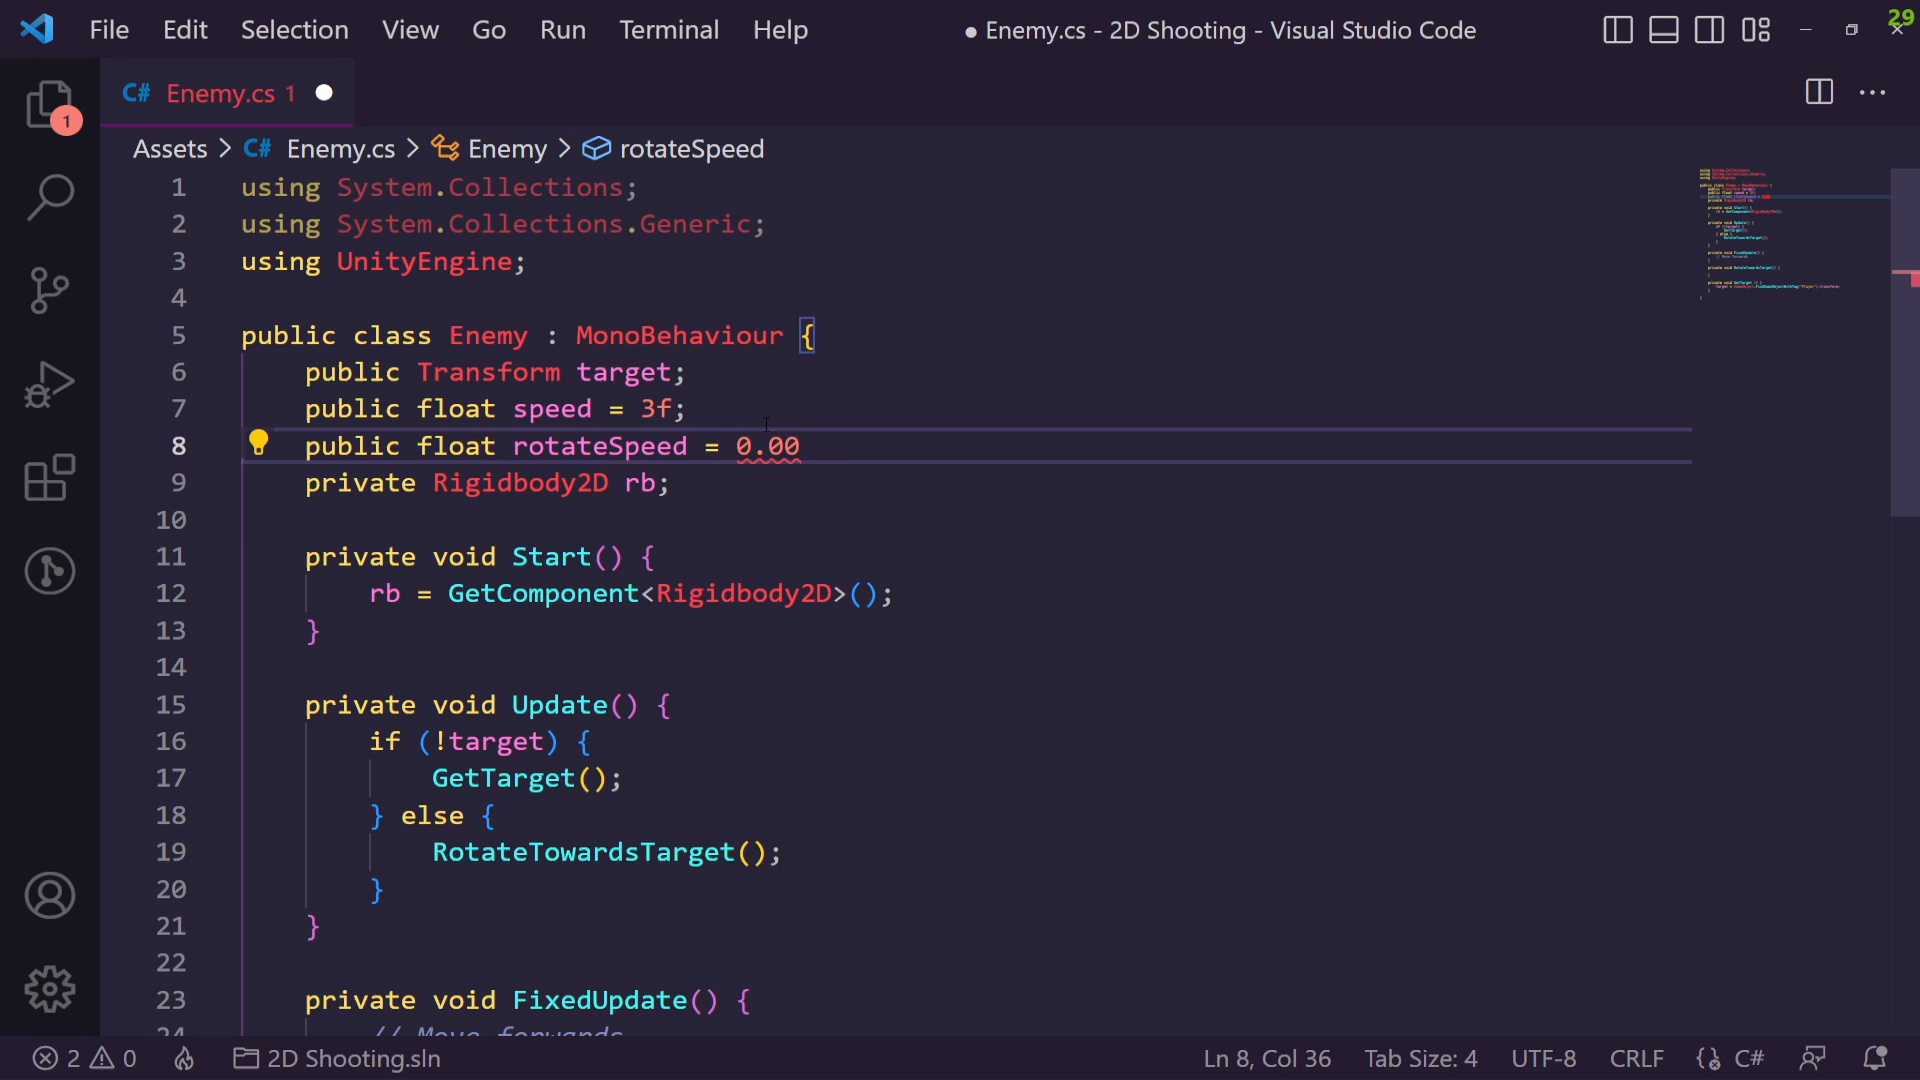 File Edit Selection View Go Run Terminal Help ● Enemy.cs - 2D Shooting - Visual Studio Code 29
C# Enemy.cs 1 ●
1
Assets > C# Enemy.cs > Enemy > rotateSpeed
1 using System.Collections;
2 using System.Collections.Generic;
3 using UnityEngine;
4
5 public class Enemy : MonoBehaviour {
6 public Transform target;
7 public float speed = 3f;
8 public float rotateSpeed = 0.00
9 private Rigidbody2D rb;
10
11 private void Start() {
12 rb = GetComponent<Rigidbody2D>();
13 }
14
15 private void Update() {
16 if (!target) {
17 GetTarget();
18 } else {
19 RotateTowardsTarget();
20 }
21 }
22
23 private void FixedUpdate() {
24 // Move forwards
2 0 2D Shooting.sln Ln 8, Col 36 Tab Size: 4 UTF-8 CRLF C#